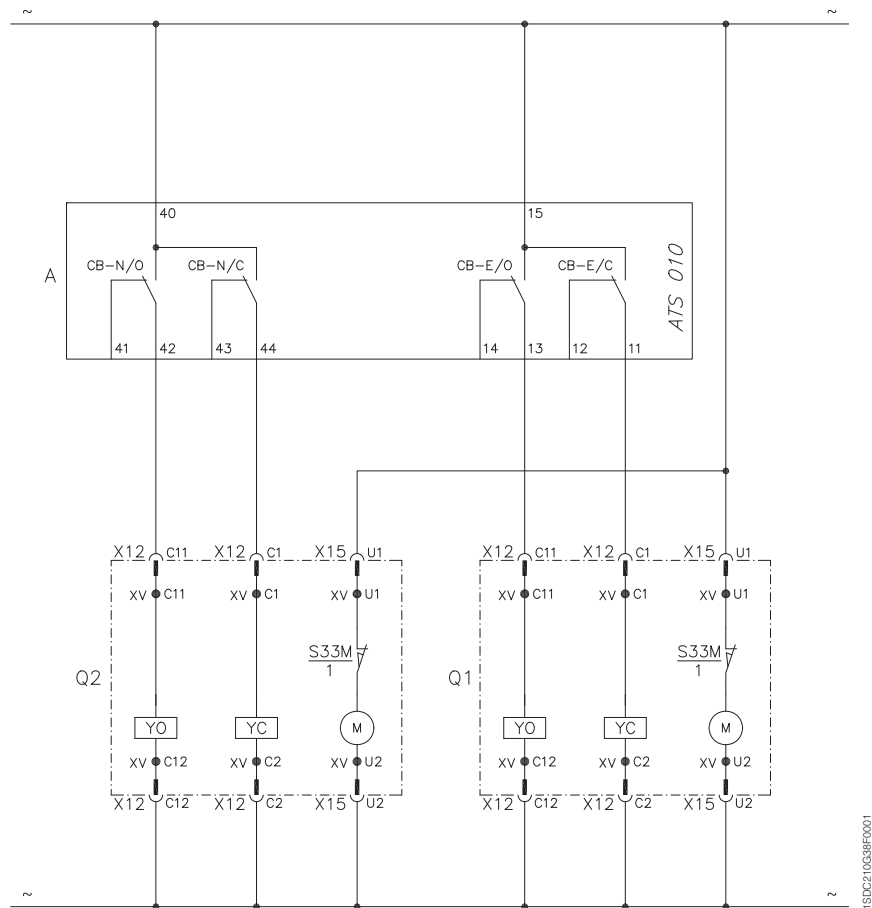 ~ ~
40 15
A CB-N/O CB-N/C CB-E/O CB-E/C ATS 010
41 42 43 44 14 13 12 11
X12 C11 X12 C1 X15 U1 X12 C11 X12 C1 X15 U1
XV C11 XV C1 XV U1 XV C11 XV C1 XV U1
S33M S33M
1 1
Q2 Q1
YO YC M YO YC M
XV C12 XV C2 XV U2 XV C12 XV C2 XV U2
X12 C12 X12 C2 X15 U2 X12 C12 X12 C2 X15 U2
~ ~
1SDC210G38F0001